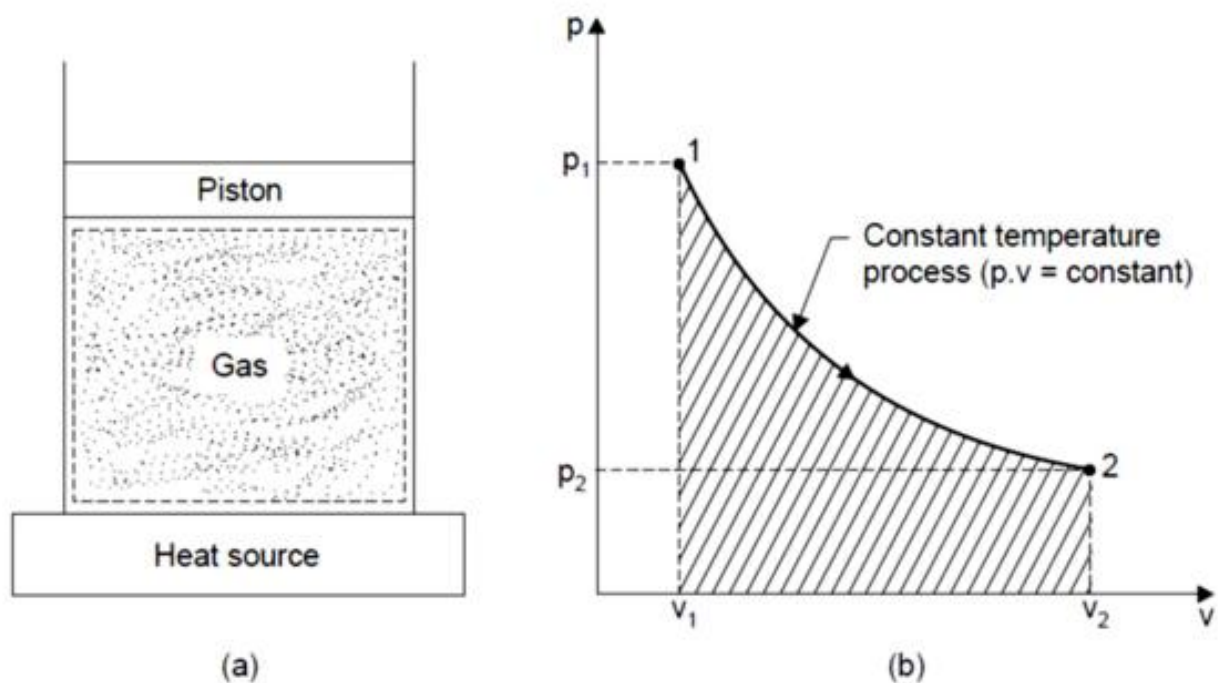 Piston
Gas
Heat source
(a)
p
p1
1
Constant temperature
process (p.v = constant)
p2
2
v1
v2
v
(b)